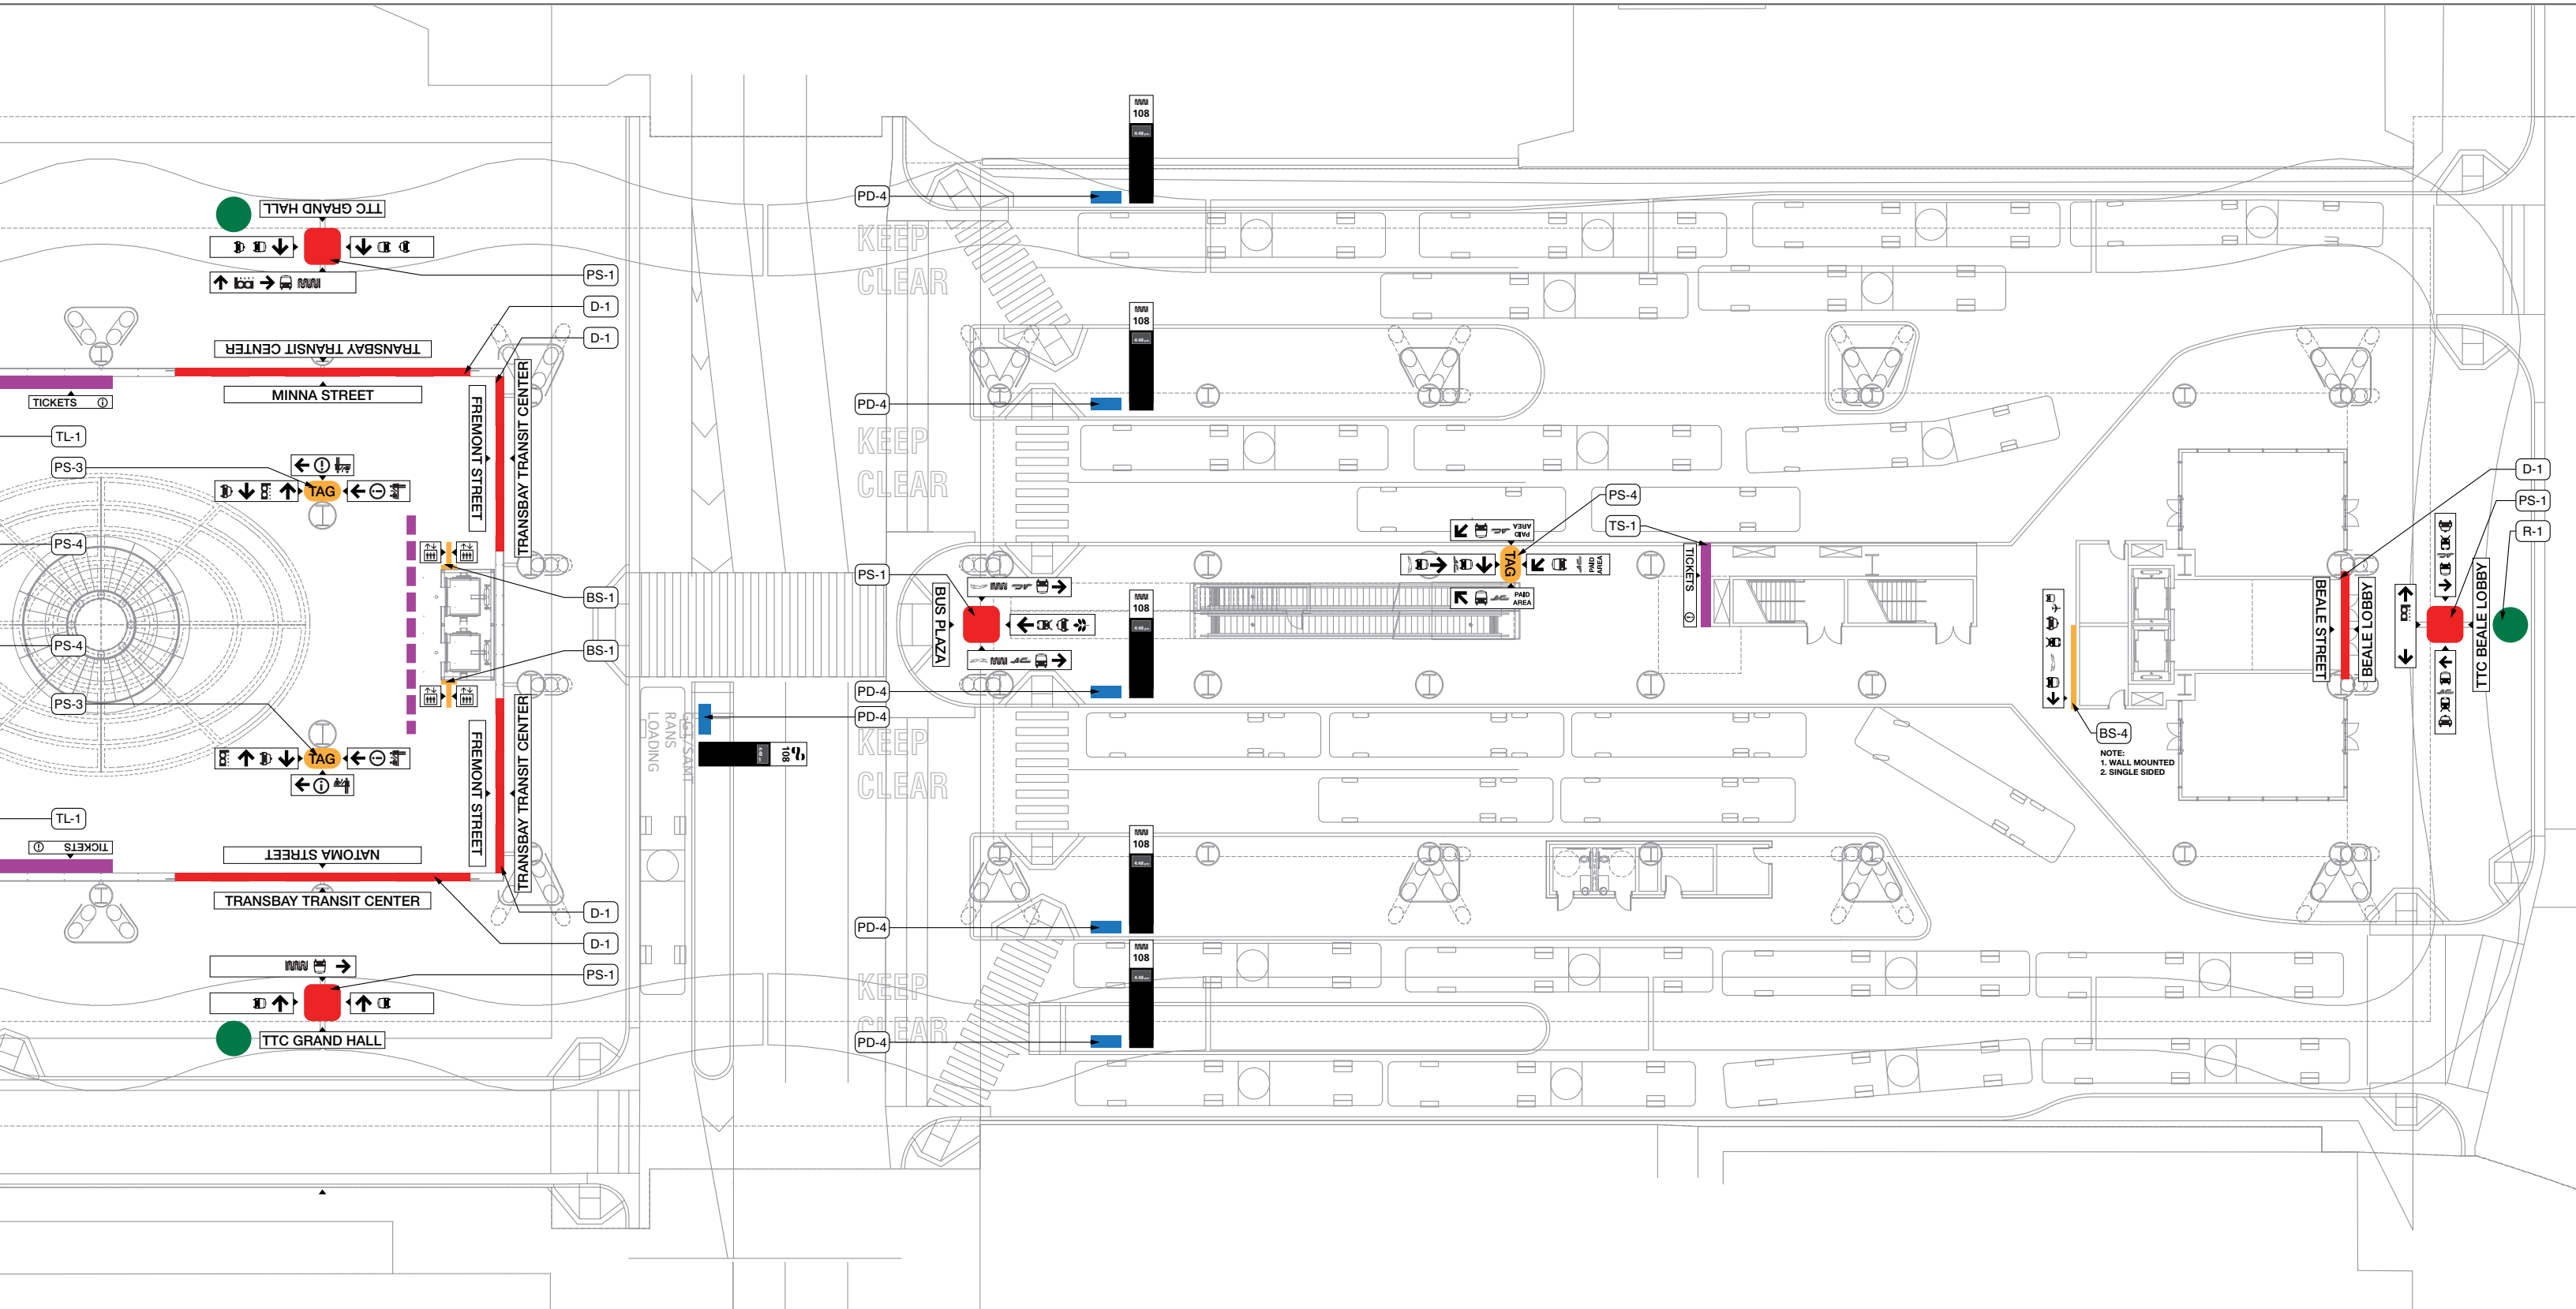 108
PD-4
KEEP
CLEAR
TTC GRAND HALL
PS-1
D-1
D-1
108
TRANSBAY TRANSIT CENTER
MINNA STREET
TICKETS
FREMONT STREET
TRANSBAY TRANSIT CENTER
PD-4
KEEP
CLEAR
TL-1
PS-3
TAG
PS-4
PS-4
PS-3
TAG
BS-1
BS-1
PS-1
BUS PLAZA
108
PD-4
PD-4
GGT/SAMT
RANS
LOADING
108
KEEP
CLEAR
PS-4
TAG
PAID
AREA
PAID
AREA
PAID
AREA
TS-1
TICKETS
D-1
PS-1
R-1
BEALE STREET
BEALE LOBBY
TTC BEALE LOBBY
BS-4
NOTE:
1. WALL MOUNTED
2. SINGLE SIDED
FREMONT STREET
TRANSBAY TRANSIT CENTER
TL-1
TICKETS
NATOMA STREET
TRANSBAY TRANSIT CENTER
D-1
D-1
PS-1
TTC GRAND HALL
108
PD-4
108
KEEP
CLEAR
PD-4